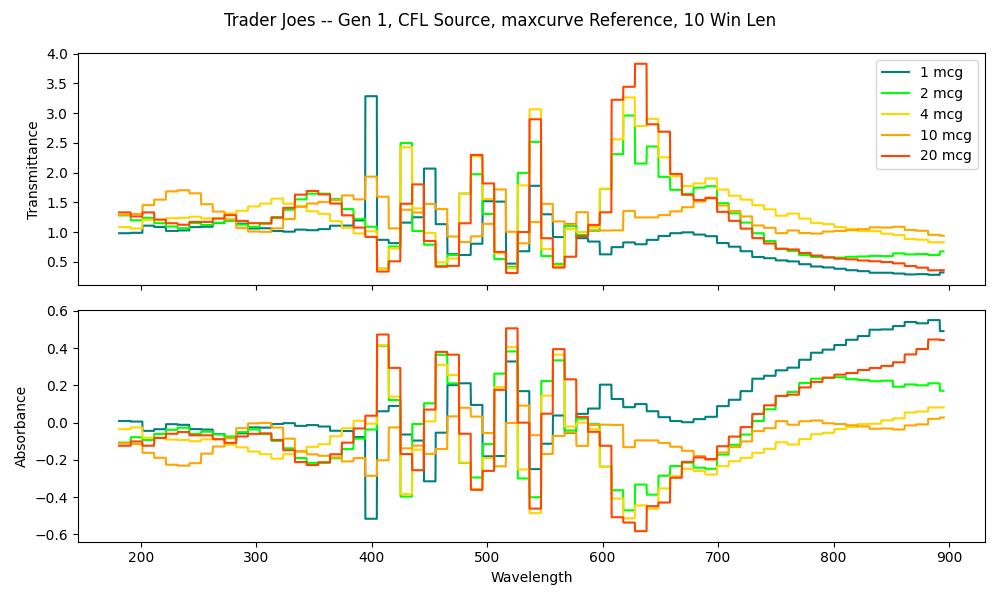 Trader Joes -- Gen 1, CFL Source, maxcurve Reference, 10 Win Len
Transmittance
4.0
3.5
3.0
2.5
2.0
1.5
1.0
0.5
1 mcg
2 mcg
4 mcg
10 mcg
20 mcg
Absorbance
0.6
0.4
0.2
0.0
−0.2
−0.4
−0.6
200 300 400 500 600 700 800 900
Wavelength